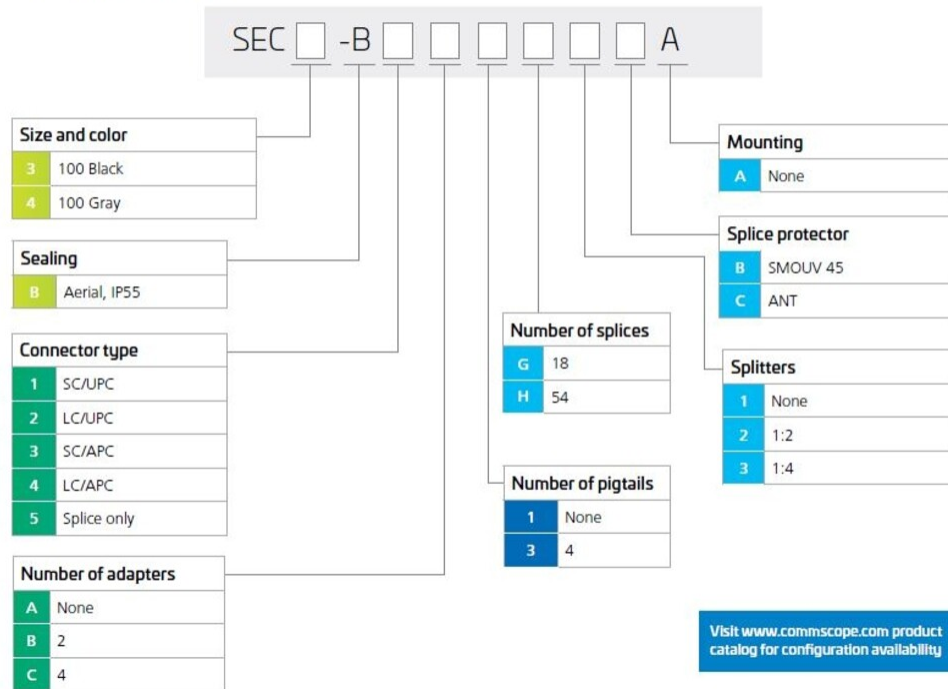 SEC -B A
Size and color
3 100 Black
4 100 Gray
Sealing
B Aerial, IP55
Connector type
1 SC/UPC
2 LC/UPC
3 SC/APC
4 LC/APC
5 Splice only
Number of adapters
A None
B 2
C 4
Number of splices
G 18
H 54
Number of pigtails
1 None
3 4
Mounting
A None
Splice protector
B SMOUV 45
C ANT
Splitters
1 None
2 1:2
3 1:4
Visit www.commscope.com product
catalog for configuration availability